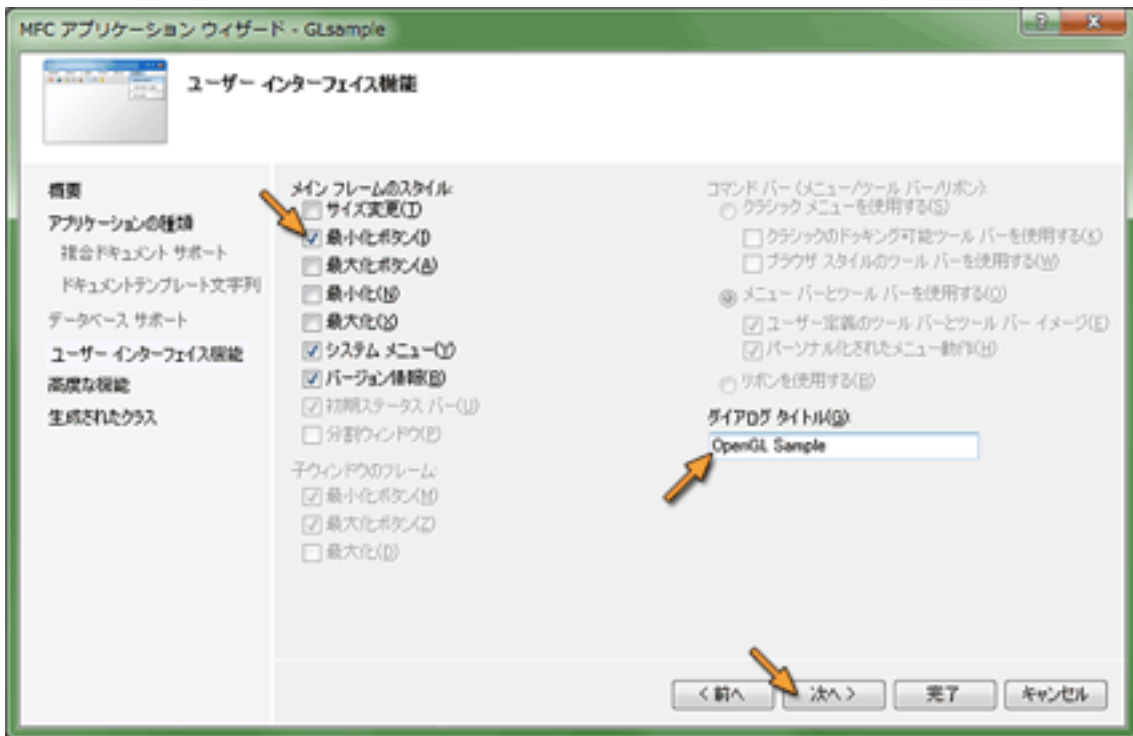 MFC アプリケーション ウィザード - GLsample
ユーザー インターフェイス機能
概要
アプリケーションの種類
複合ドキュメント サポート
ドキュメントテンプレート文字列
データベース サポート
ユーザー インターフェイス機能
高度な機能
生成されたクラス
メイン フレームのスタイル:
サイズ変更(T)
最小化ボタン(I)
最大化ボタン(A)
最小化(N)
最大化(X)
システム メニュー(Y)
バージョン情報(B)
初期ステータス バー(U)
分割ウィンドウ(P)
子ウィンドウのフレーム:
最小化ボタン(M)
最大化ボタン(Z)
最大化(D)
コマンド バー (メニュー/ツール バー/リボン):
クラシック メニューを使用する(S)
クラシックのドッキング可能ツール バーを使用する(K)
ブラウザ スタイルのツール バーを使用する(W)
メニュー バーとツール バーを使用する(O)
ユーザー定義のツール バーとツール バー イメージ(E)
パーソナル化されたメニュー動作(H)
リボンを使用する(R)
ダイアログ タイトル(G):
OpenGL Sample
< 前へ
次へ >
完了
キャンセル